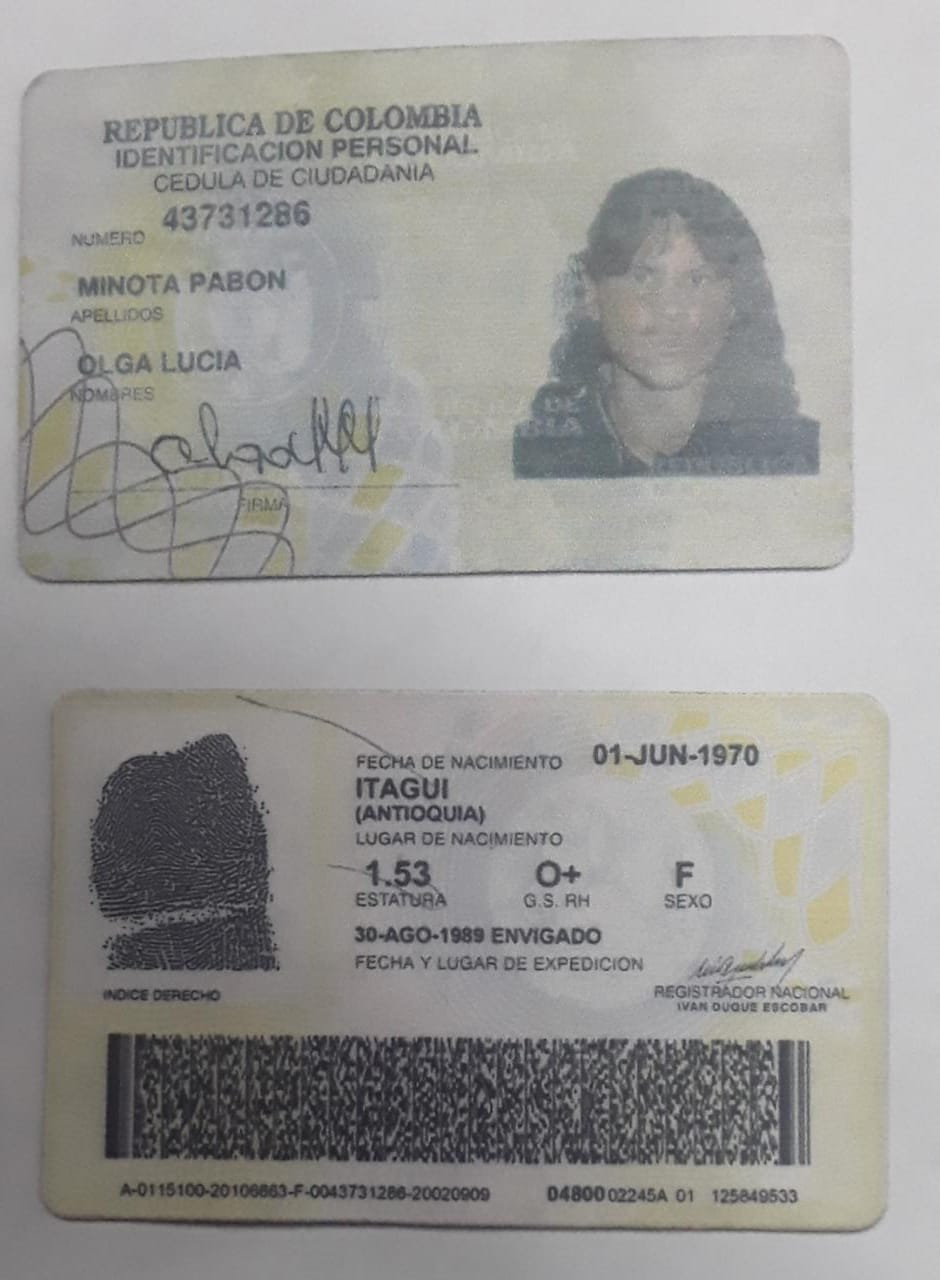 REPUBLICA DE COLOMBIA
IDENTIFICACION PERSONAL
CEDULA DE CIUDADANIA
NUMERO 43731286
MINOTA PABON
APELLIDOS
OLGA LUCIA
NOMBRES
FIRMA
FECHA DE NACIMIENTO 01-JUN-1970
ITAGUI
(ANTIOQUIA)
LUGAR DE NACIMIENTO
1.53 O+ F
ESTATURA G.S. RH SEXO
30-AGO-1989 ENVIGADO
FECHA Y LUGAR DE EXPEDICION
INDICE DERECHO
REGISTRADOR NACIONAL
IVAN DUQUE ESCOBAR
A-0115100-20106663-F-0043731286-20020909 04800 02245A 01 125849533